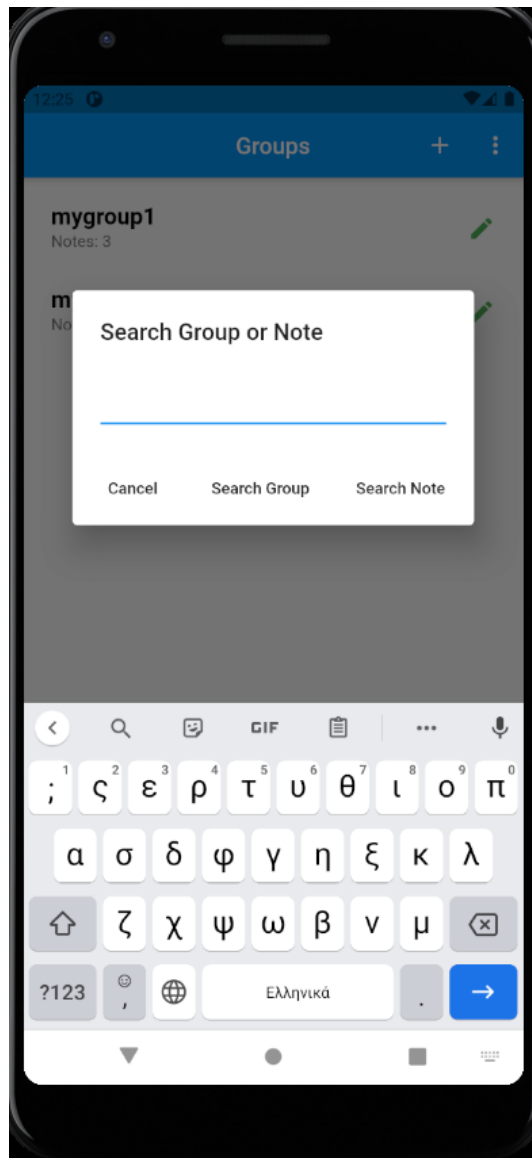 12:25
Groups
mygroup1
Notes: 3
m
No
Search Group or Note
Cancel Search Group Search Note
GIF
; 1 ς 2 ε 3 ρ 4 τ 5 υ 6 θ 7 ι 8 ο 9 π 0
α σ δ φ γ η ξ κ λ
ζ χ ψ ω β ν μ
?123 , Ελληνικά .